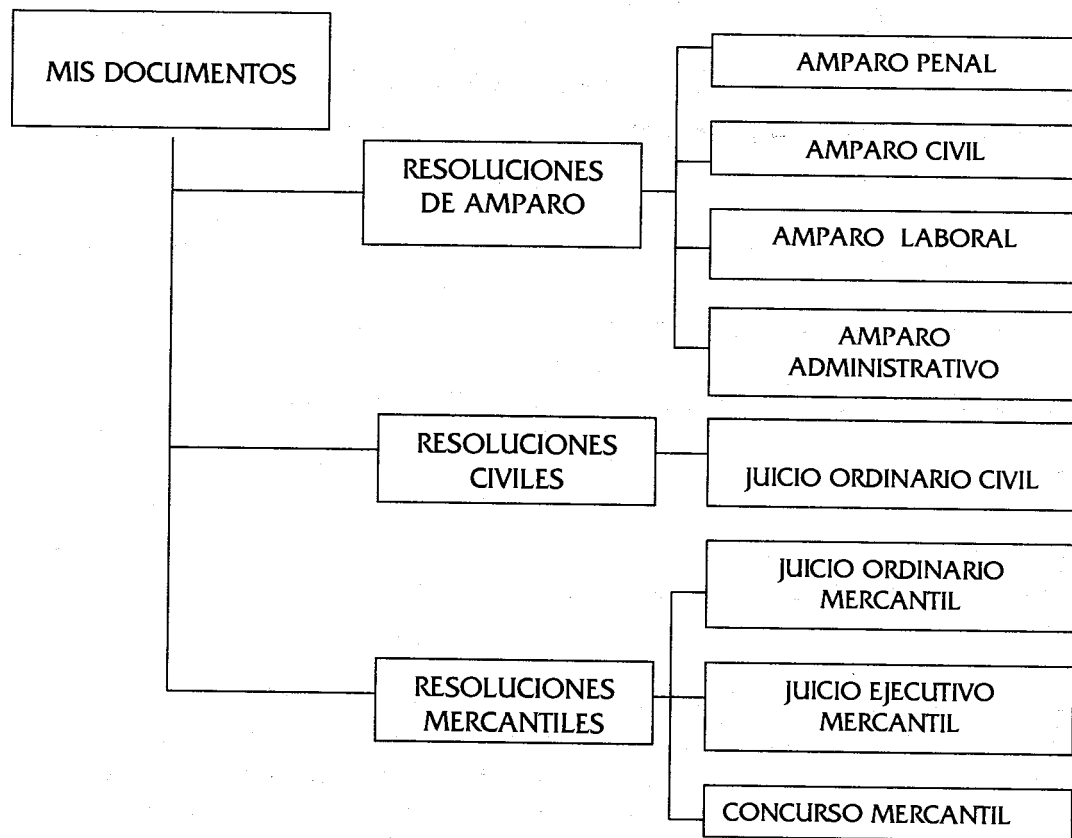 MIS DOCUMENTOS
RESOLUCIONES
DE AMPARO
AMPARO PENAL
AMPARO CIVIL
AMPARO LABORAL
AMPARO
ADMINISTRATIVO
RESOLUCIONES
CIVILES
JUICIO ORDINARIO CIVIL
RESOLUCIONES
MERCANTILES
JUICIO ORDINARIO
MERCANTIL
JUICIO EJECUTIVO
MERCANTIL
CONCURSO MERCANTIL